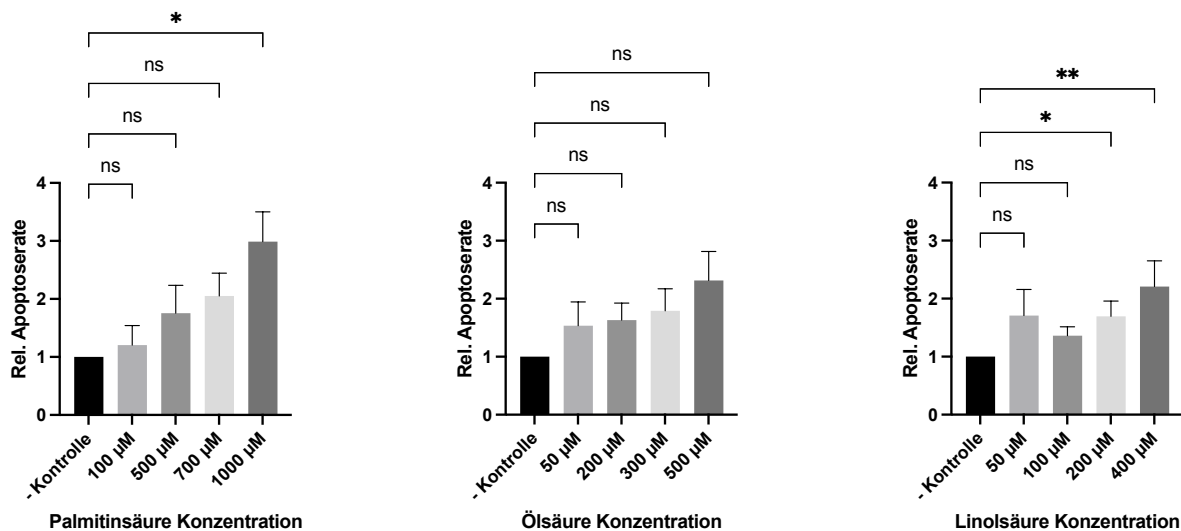 *
ns
ns
ns
Rel. Apoptoserate
4
3
2
1
0
- Kontrolle
100 µM
500 µM
700 µM
1000 µM
Palmitinsäure Konzentration
ns
ns
ns
ns
Rel. Apoptoserate
4
3
2
1
0
- Kontrolle
50 µM
200 µM
300 µM
500 µM
Ölsäure Konzentration
**
*
ns
ns
Rel. Apoptoserate
4
3
2
1
0
- Kontrolle
50 µM
100 µM
200 µM
400 µM
Linolsäure Konzentration